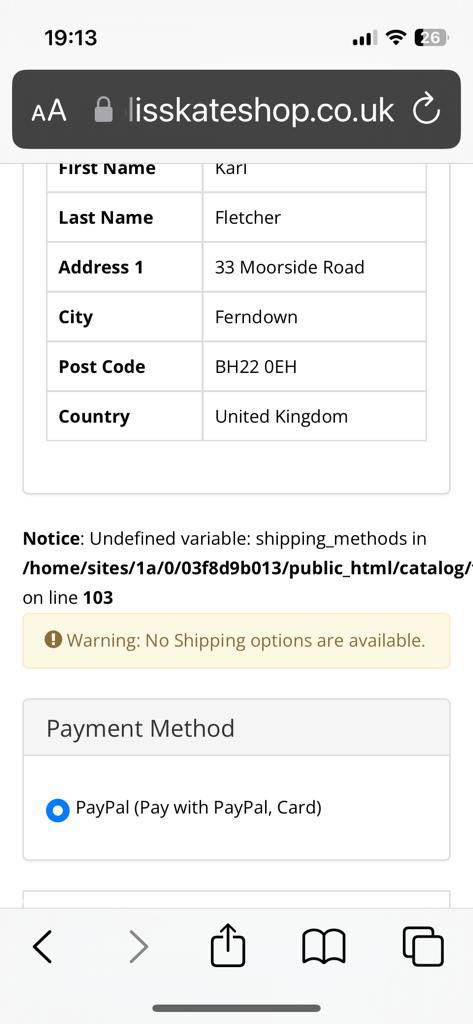 19:13
26
AA lisskateshop.co.uk
First Name Karl
Last Name Fletcher
Address 1 33 Moorside Road
City Ferndown
Post Code BH22 0EH
Country United Kingdom
Notice: Undefined variable: shipping_methods in
/home/sites/1a/0/03f8d9b013/public_html/catalog/
on line 103
! Warning: No Shipping options are available.
Payment Method
PayPal (Pay with PayPal, Card)